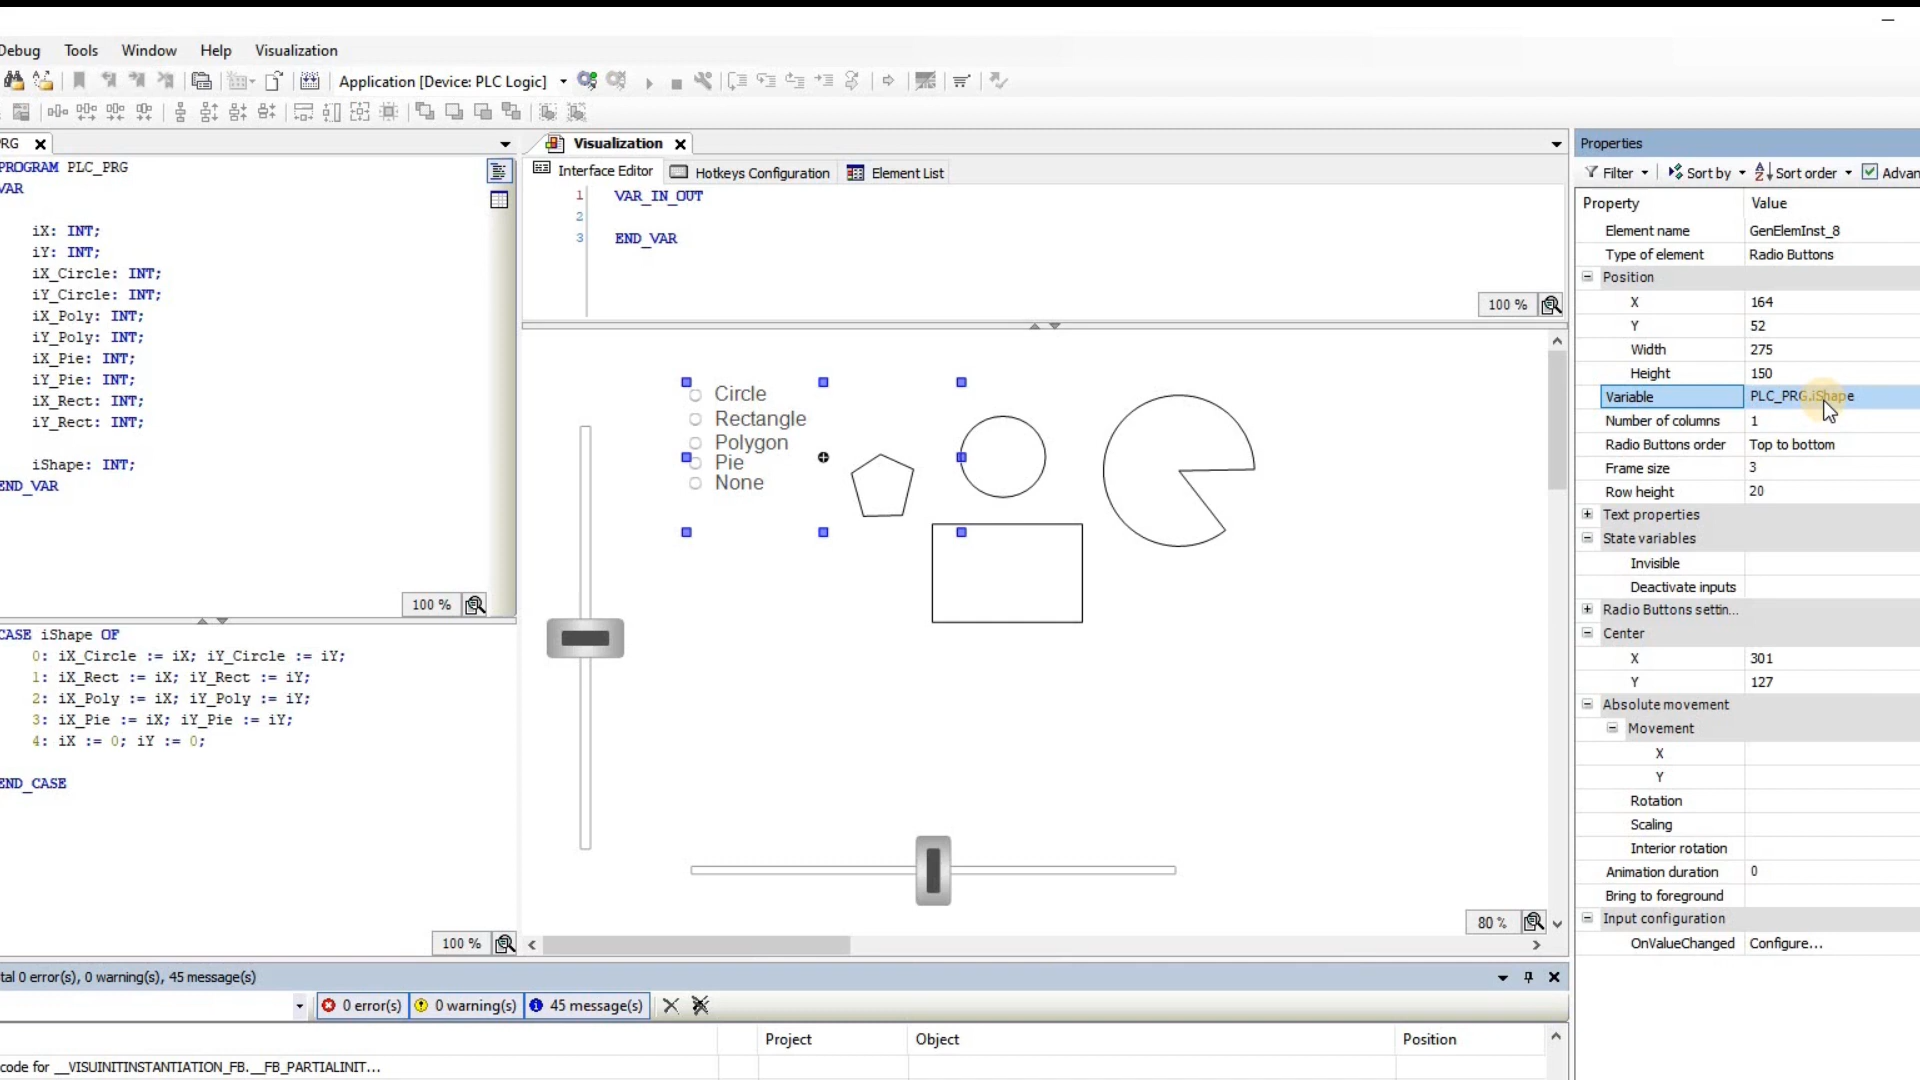 Debug Tools Window Help Visualization
Application [Device: PLC Logic]
PRG
PROGRAM PLC_PRG
VAR
iX: INT;
iY: INT;
iX_Circle: INT;
iY_Circle: INT;
iX_Poly: INT;
iY_Poly: INT;
iX_Pie: INT;
iY_Pie: INT;
iX_Rect: INT;
iY_Rect: INT;
iShape: INT;
END_VAR
100 %
CASE iShape OF
0: iX_Circle := iX; iY_Circle := iY;
1: iX_Rect := iX; iY_Rect := iY;
2: iX_Poly := iX; iY_Poly := iY;
3: iX_Pie := iX; iY_Pie := iY;
4: iX := 0; iY := 0;
END_CASE
100 %
Visualization
Interface Editor Hotkeys Configuration Element List
1 VAR_IN_OUT
2
3 END_VAR
100 %
Circle
Rectangle
Polygon
Pie
None
80 %
Properties
Filter Sort by Sort order Advan
Property Value
Element name GenElemInst_8
Type of element Radio Buttons
Position
X 164
Y 52
Width 275
Height 150
Variable PLC_PRG.iShape
Number of columns 1
Radio Buttons order Top to bottom
Frame size 3
Row height 20
Text properties
State variables
Invisible
Deactivate inputs
Radio Buttons settin...
Center
X 301
Y 127
Absolute movement
Movement
X
Y
Rotation
Scaling
Interior rotation
Animation duration 0
Bring to foreground
Input configuration
OnValueChanged Configure...
tal 0 error(s), 0 warning(s), 45 message(s)
0 error(s) 0 warning(s) 45 message(s)
Project Object Position
code for __VISUINITINSTANTIATION_FB.__FB_PARTIALINIT...